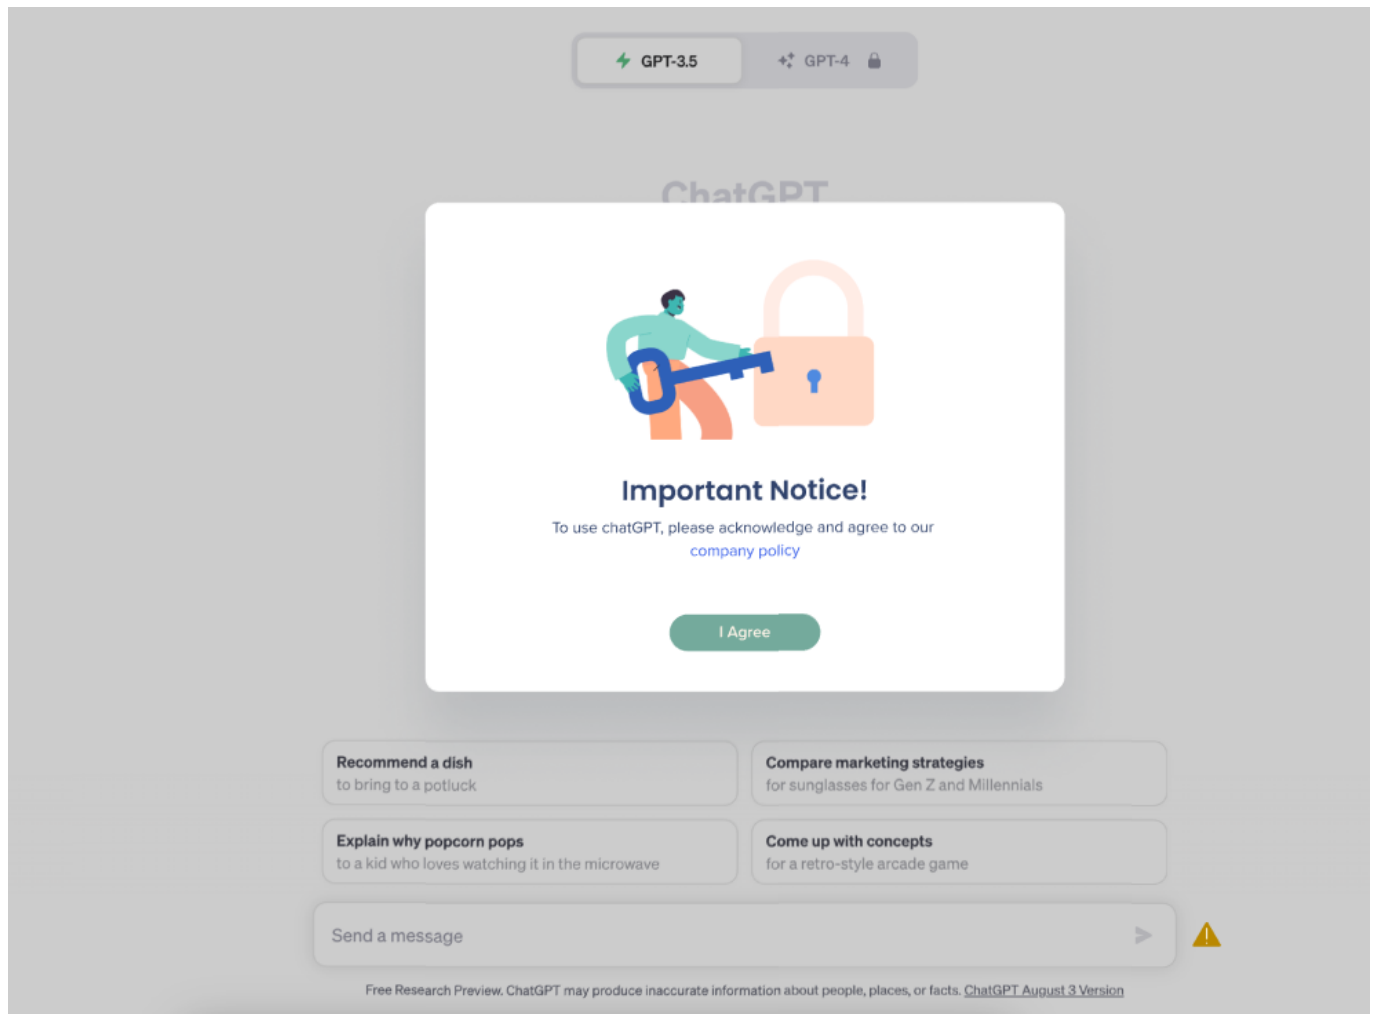 GPT-3.5
GPT-4
ChatGPT
Important Notice!
To use chatGPT, please acknowledge and agree to our
company policy
I Agree
Recommend a dish
to bring to a potluck
Compare marketing strategies
for sunglasses for Gen Z and Millennials
Explain why popcorn pops
to a kid who loves watching it in the microwave
Come up with concepts
for a retro-style arcade game
Send a message
Free Research Preview. ChatGPT may produce inaccurate information about people, places, or facts. ChatGPT August 3 Version